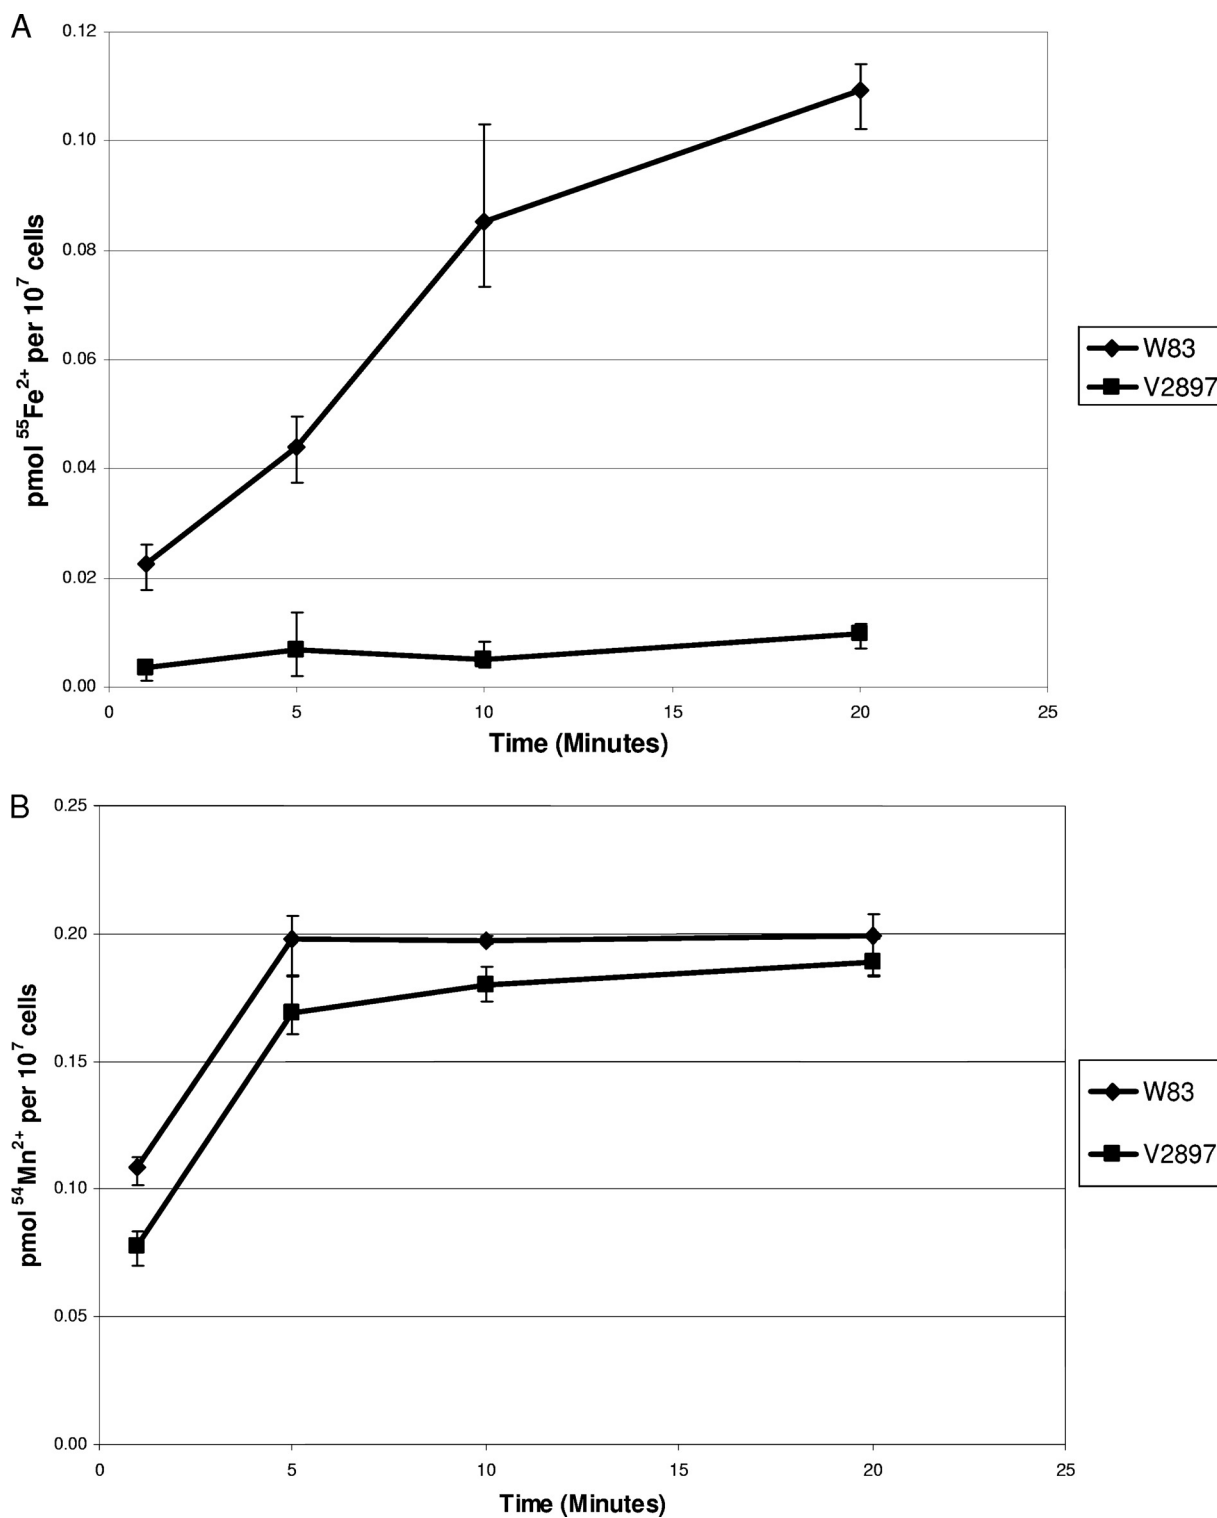 A
0.12
0.10
0.08
0.06
0.04
0.02
0.00
pmol ⁵⁵Fe²⁺ per 10⁷ cells
0 5 10 15 20 25
Time (Minutes)
W83
V2897
B
0.25
0.20
0.15
0.10
0.05
0.00
pmol ⁵⁴Mn²⁺ per 10⁷ cells
0 5 10 15 20 25
Time (Minutes)
W83
V2897